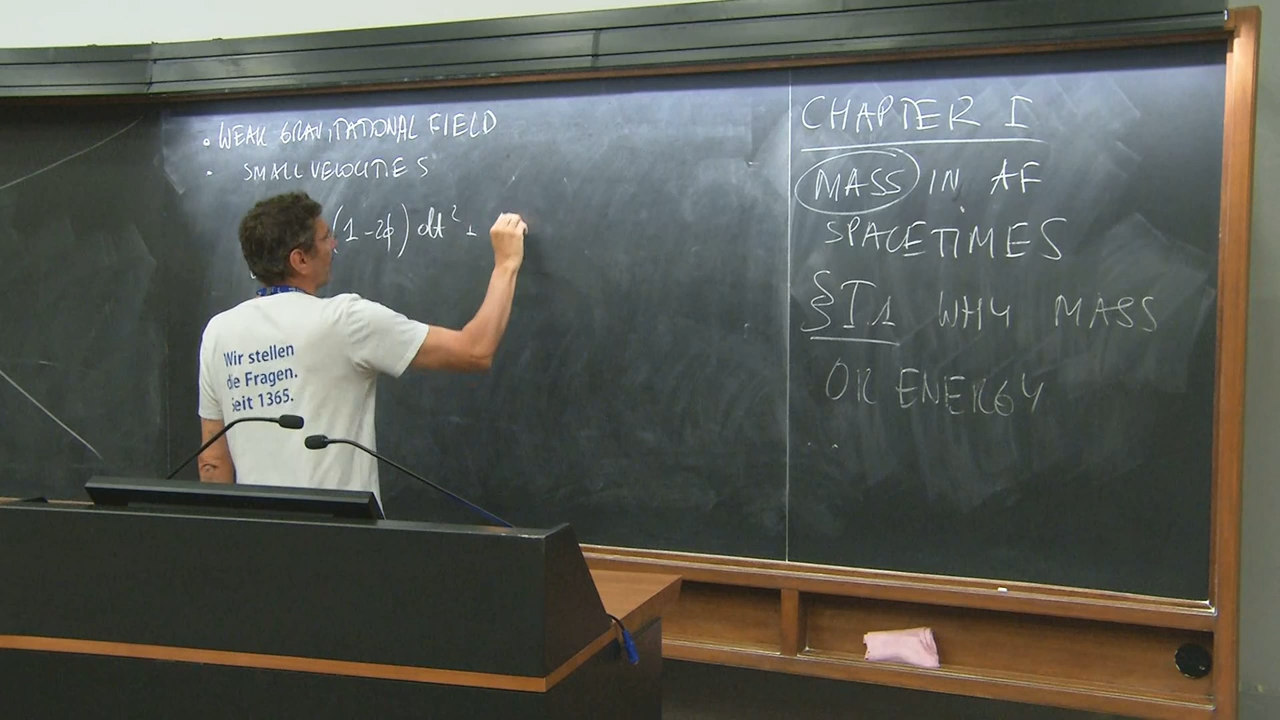 • WEAK GRAVITATIONAL FIELD
• SMALL VELOCITIES
(1-2ϕ) dt² +
CHAPTER I
MASS IN AF
SPACETIMES
§I1 WHY MASS
OR ENERGY
Wir stellen
die Fragen.
Seit 1365.